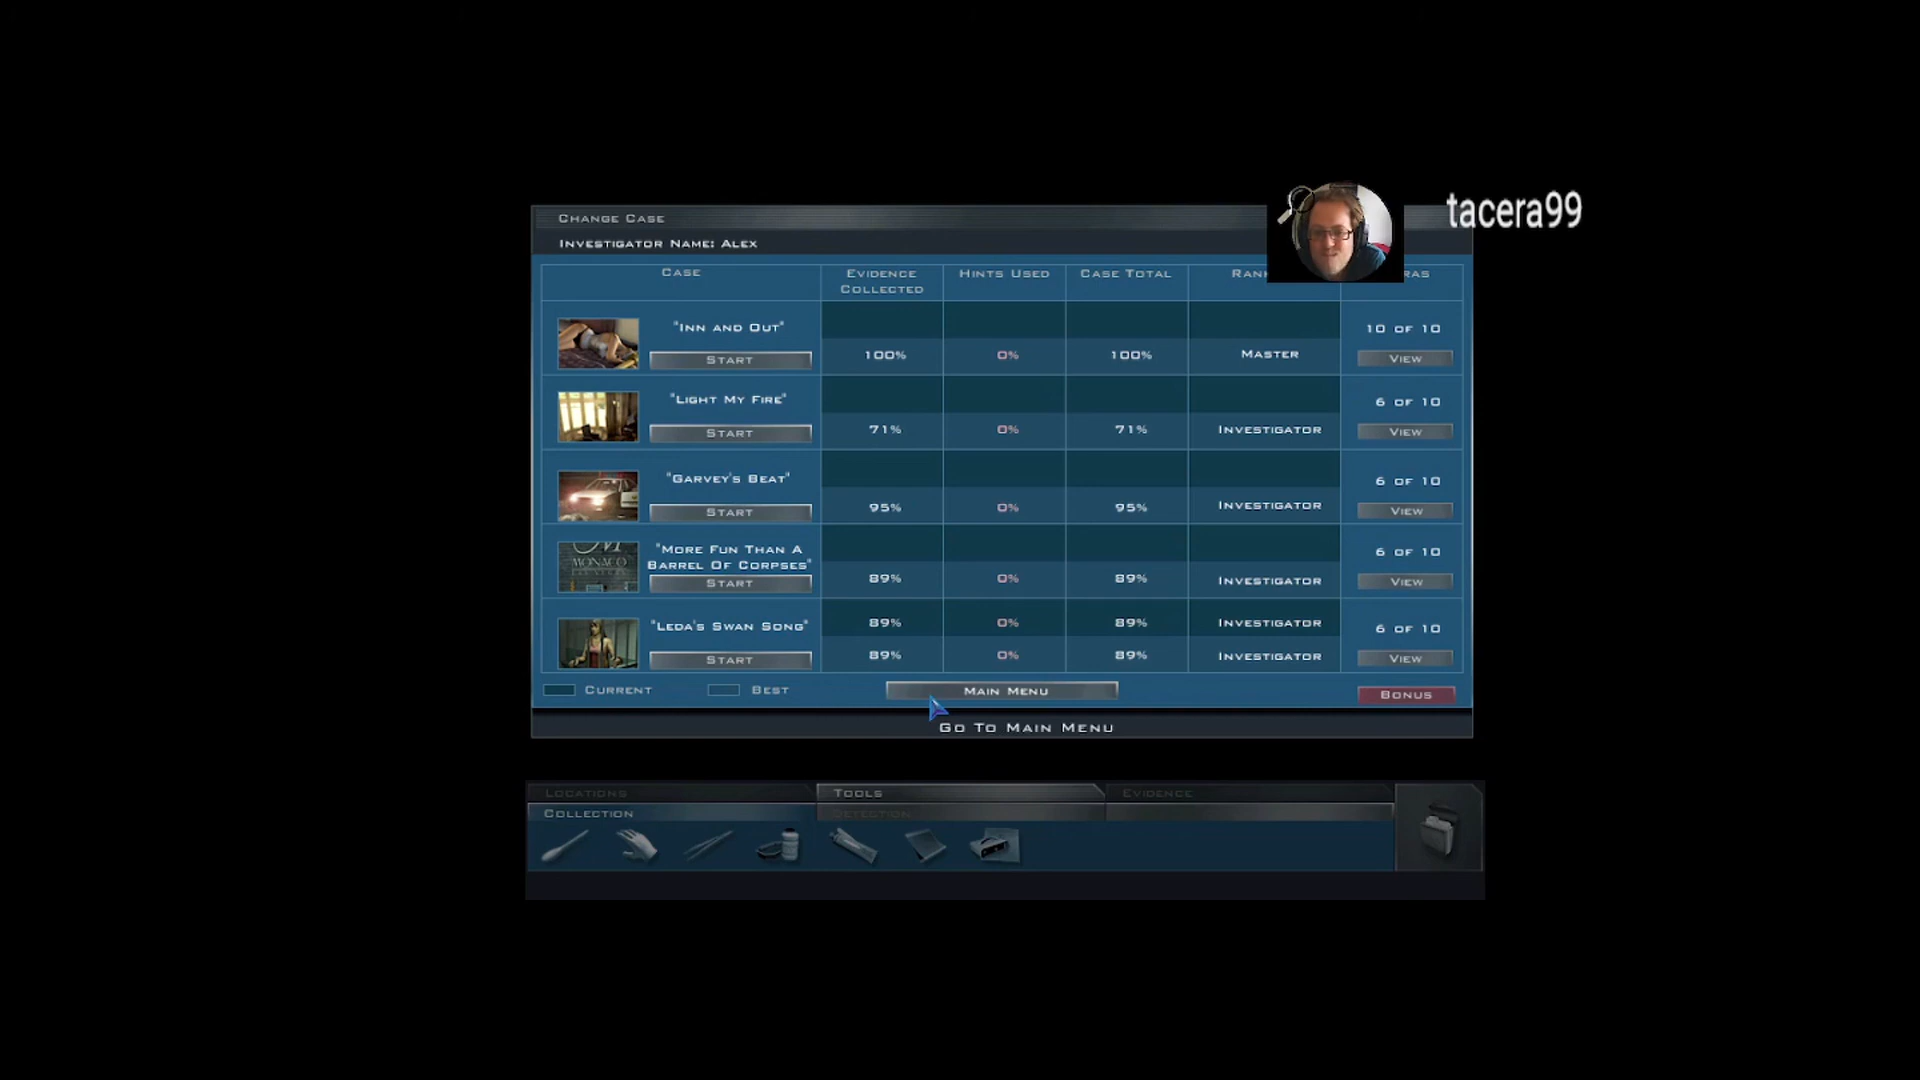 tacera99
CHANGE CASE
INVESTIGATOR NAME: ALEX
CASE
EVIDENCE COLLECTED
HINTS USED
CASE TOTAL
"INN AND OUT"
START
100%
0%
100%
MASTER
10 OF 10
VIEW
"LIGHT MY FIRE"
START
71%
0%
71%
INVESTIGATOR
6 OF 10
VIEW
"GARVEY'S BEAT"
START
95%
0%
95%
INVESTIGATOR
6 OF 10
VIEW
MONACO
"MORE FUN THAN A
BARREL OF CORPSES"
START
89%
0%
89%
INVESTIGATOR
6 OF 10
VIEW
"LEDA'S SWAN SONG"
START
89%
0%
89%
INVESTIGATOR
89%
0%
89%
INVESTIGATOR
6 OF 10
VIEW
CURRENT
BEST
MAIN MENU
BONUS
GO TO MAIN MENU
LOCATIONS
TOOLS
EVIDENCE
COLLECTION
DETECTION